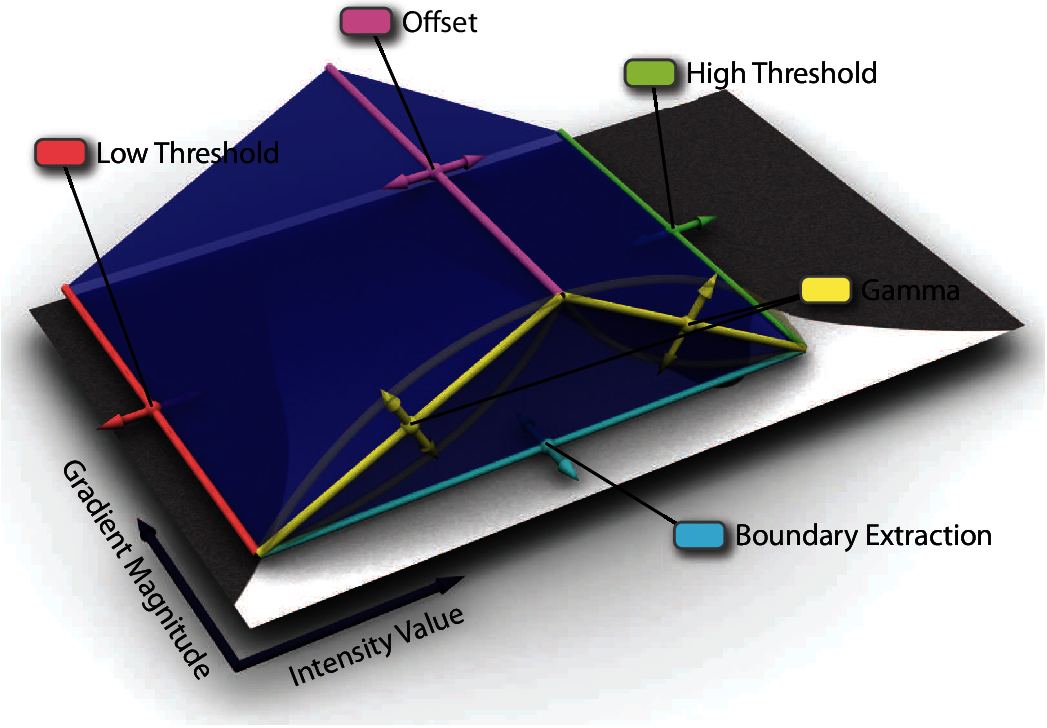 Offset
High Threshold
Low Threshold
Gamma
Boundary Extraction
Gradient Magnitude
Intensity Value